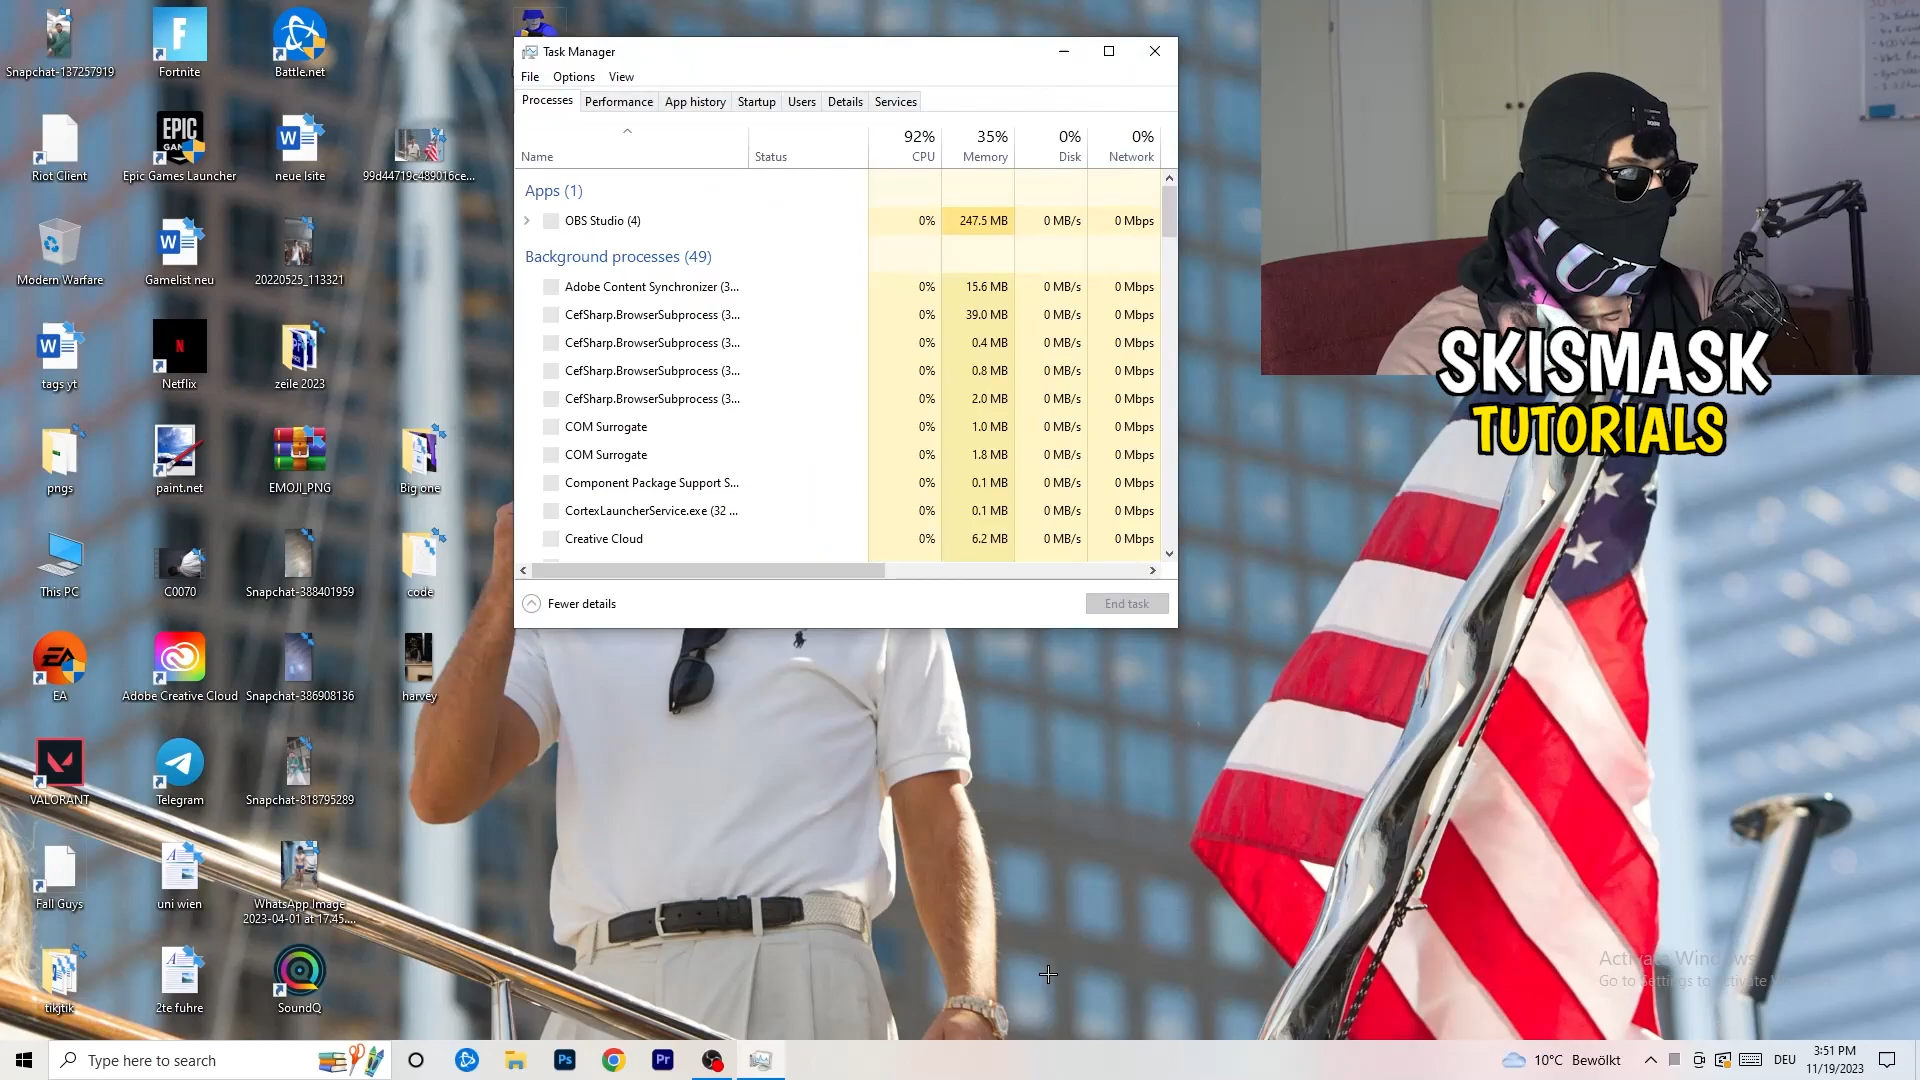 Snapchat-137257919
Fortnite
Battle.net
Riot Client
EPIC
Epic Games Launcher
neue lsite
99d44719c489016ce...
Modern Warfare
Gamelist neu
20220525_113321
tags yt
Netflix
zeile 2023
pngs
paint.net
EMOJI_PNG
Big one
This PC
C0070
Snapchat-388401959
code
EA
Adobe Creative Cloud
Snapchat-386908136
harvey
VALORANT
Telegram
Snapchat-818795289
Fall Guys
uni wien
WhatsApp Image
2023-04-01 at 17.45....
tikjtik
2te fuhre
SoundQ
Task Manager
File Options View
Processes Performance App history Startup Users Details Services
92% 35% 0% 0%
Name Status CPU Memory Disk Network
Apps (1)
OBS Studio (4) 0% 247.5 MB 0 MB/s 0 Mbps
Background processes (49)
Adobe Content Synchronizer (3... 0% 15.6 MB 0 MB/s 0 Mbps
CefSharp.BrowserSubprocess (3... 0% 39.0 MB 0 MB/s 0 Mbps
CefSharp.BrowserSubprocess (3... 0% 0.4 MB 0 MB/s 0 Mbps
CefSharp.BrowserSubprocess (3... 0% 0.8 MB 0 MB/s 0 Mbps
CefSharp.BrowserSubprocess (3... 0% 2.0 MB 0 MB/s 0 Mbps
COM Surrogate 0% 1.0 MB 0 MB/s 0 Mbps
COM Surrogate 0% 1.8 MB 0 MB/s 0 Mbps
Component Package Support S... 0% 0.1 MB 0 MB/s 0 Mbps
CortexLauncherService.exe (32 ... 0% 0.1 MB 0 MB/s 0 Mbps
Creative Cloud 0% 6.2 MB 0 MB/s 0 Mbps
Fewer details End task
SKISMASK
TUTORIALS
Activate Windows
Go to Settings to activate
Type here to search
Ps
Pr
10°C Bewölkt
DEU
3:51 PM
11/19/2023